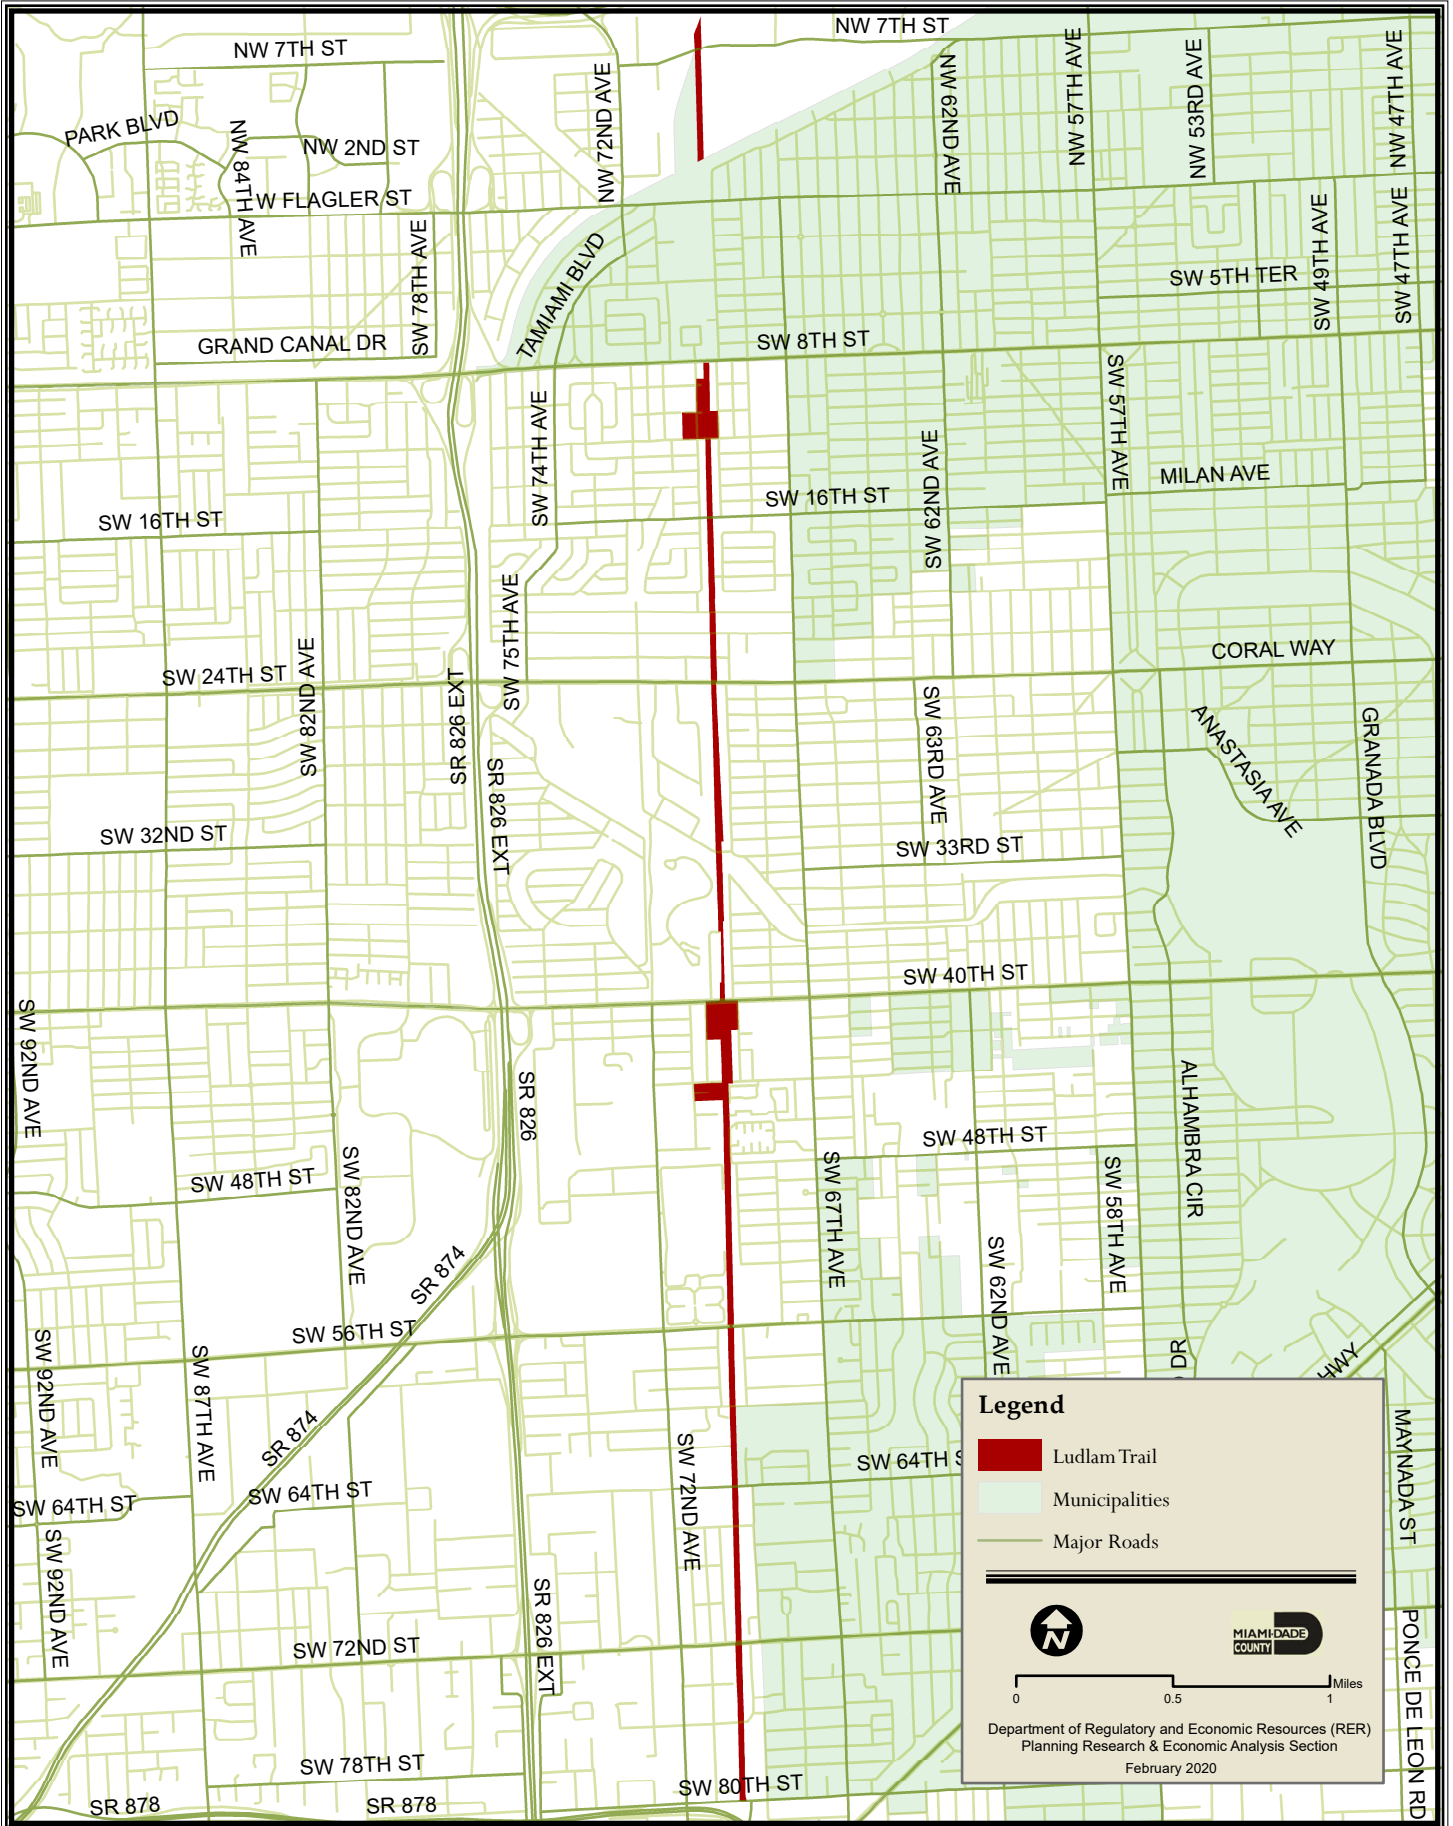 NW 7TH ST
NW 7TH ST
PARK BLVD
NW 84TH AVE
NW 2ND ST
NW 72ND AVE
NW 62ND AVE
NW 57TH AVE
NW 53RD AVE
NW 47TH AVE
W FLAGLER ST
SW 78TH AVE
TAMIAMI BLVD
SW 5TH TER
SW 49TH AVE
SW 47TH AVE
GRAND CANAL DR
SW 8TH ST
SW 74TH AVE
SW 62ND AVE
SW 57TH AVE
MILAN AVE
SW 16TH ST
SW 16TH ST
SW 75TH AVE
SW 24TH ST
SW 82ND AVE
SR 826 EXT
CORAL WAY
SW 63RD AVE
ANASTASIA AVE
GRANADA BLVD
SR 826 EXT
SW 32ND ST
SW 33RD ST
SW 40TH ST
SW 92ND AVE
SR 826
ALHAMBRA CIR
SW 48TH ST
SW 48TH ST
SW 82ND AVE
SW 67TH AVE
SW 58TH AVE
SR 874
SW 62ND AVE
SW 56TH ST
SW 92ND AVE
SW 87TH AVE
DR
HWY
SR 874
SW 72ND AVE
SW 64TH S
MAYNADA ST
SW 64TH ST
SW 64TH ST
SW 92ND AVE
SR 826 EXT
SW 72ND ST
PONCE DE LEON RD
SW 78TH ST
SW 80TH ST
SR 878
SR 878
Legend
Ludlam Trail
Municipalities
Major Roads
N
MIAMI-DADE
COUNTY
Miles
0 0.5 1
Department of Regulatory and Economic Resources (RER)
Planning Research & Economic Analysis Section
February 2020